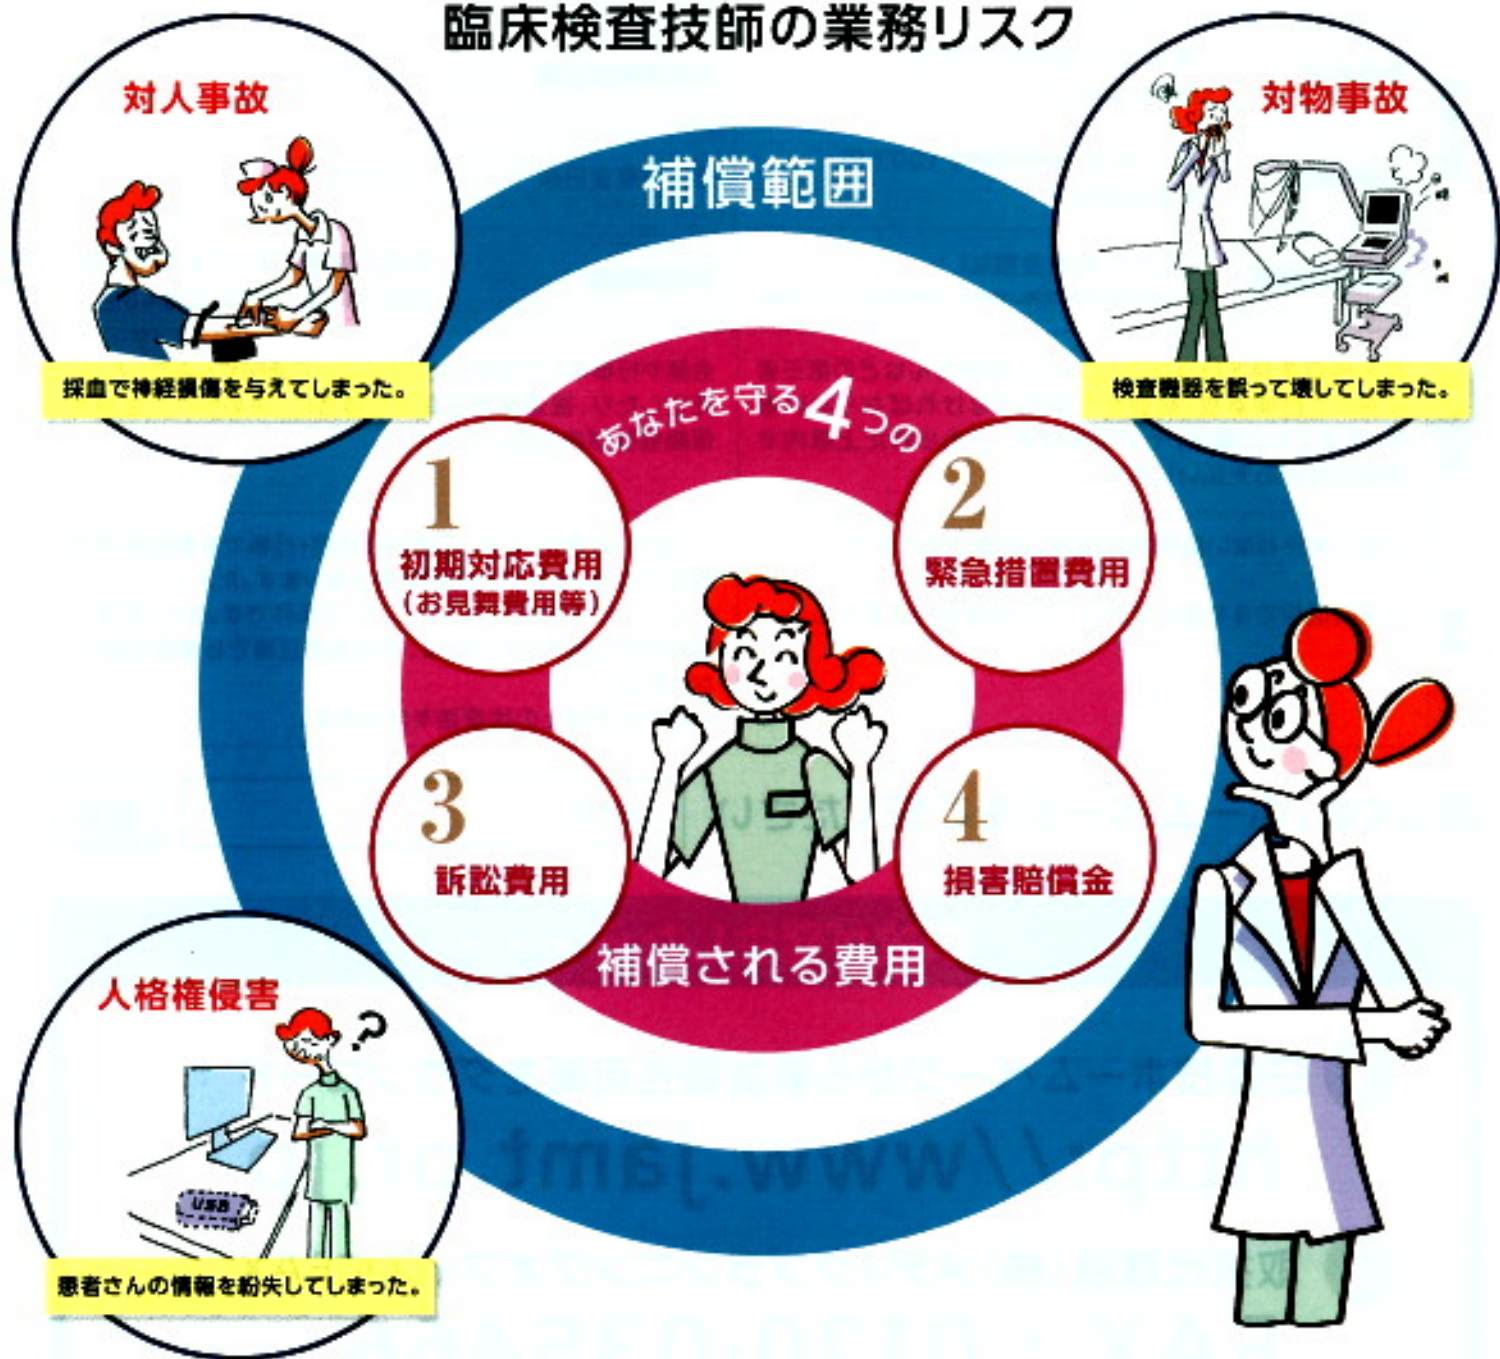 臨床検査技師の業務リスク
対人事故
採血で神経損傷を与えてしまった。
対物事故
検査機器を誤って壊してしまった。
補償範囲
あなたを守る4つの
1
初期対応費用
(お見舞費用等)
2
緊急措置費用
3
訴訟費用
4
損害賠償金
補償される費用
人格権侵害
?
USB
患者さんの情報を紛失してしまった。